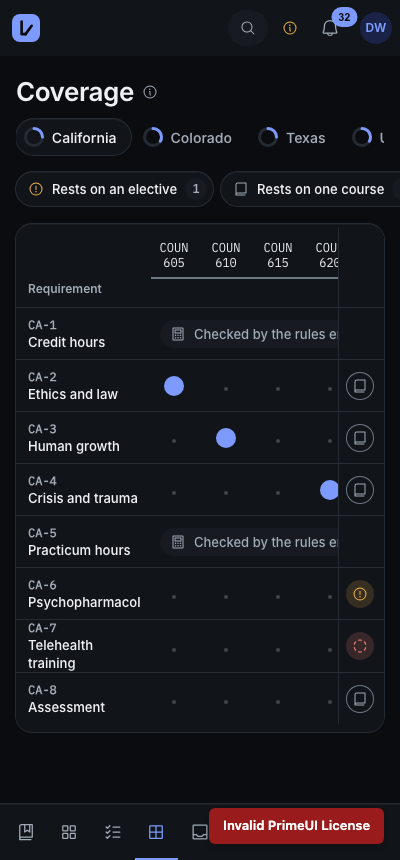 32
DW
Coverage
California
Colorado
Texas
Rests on an elective 1
Rests on one course
COUN COUN COUN COU
605 610 615 620
Requirement
CA-1
Credit hours
Checked by the rules
CA-2
Ethics and law
CA-3
Human growth
CA-4
Crisis and trauma
CA-5
Practicum hours
Checked by the rules
CA-6
Psychopharmacol
CA-7
Telehealth
training
CA-8
Assessment
Invalid PrimeUI License